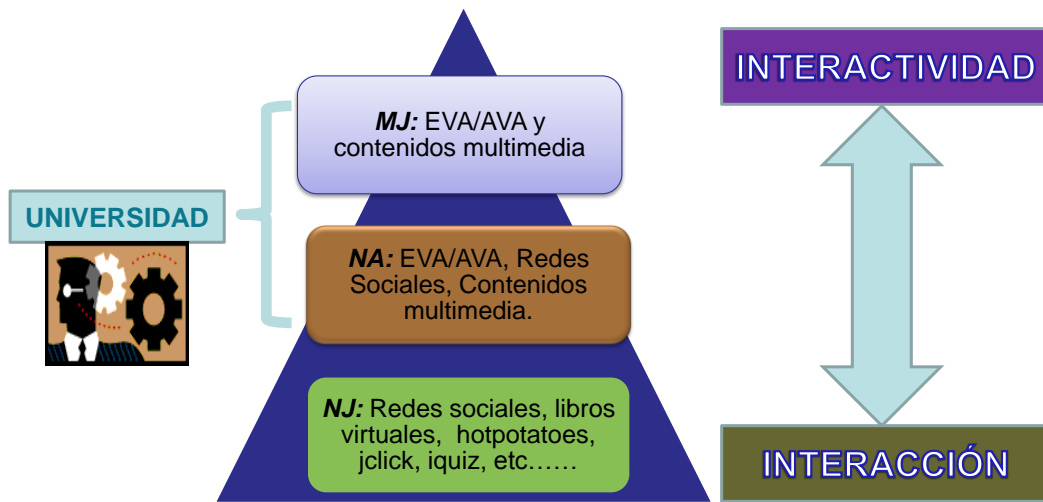 INTERACTIVIDAD
MJ: EVA/AVA y
contenidos multimedia
UNIVERSIDAD
NA: EVA/AVA, Redes
Sociales, Contenidos
multimedia.
NJ: Redes sociales, libros
virtuales, hotpotatoes,
jclick, iquiz, etc……
INTERACCIÓN